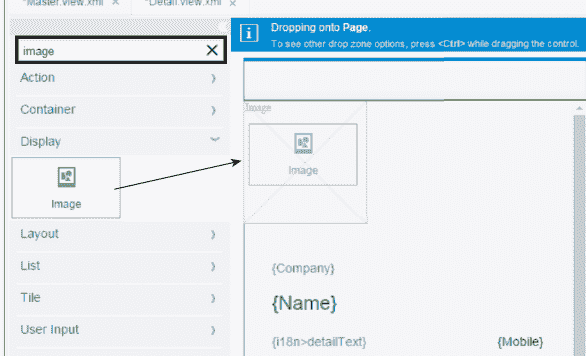 *Master.view.xml × *Detail.view.xml ×
image
Action
Container
Display
Image
Layout
List
Tile
User Input
Dropping onto Page.
To see other drop zone options, press <Ctrl> while dragging the control.
Image
Image
{Company}
{Name}
{i18n>detailText} {Mobile}